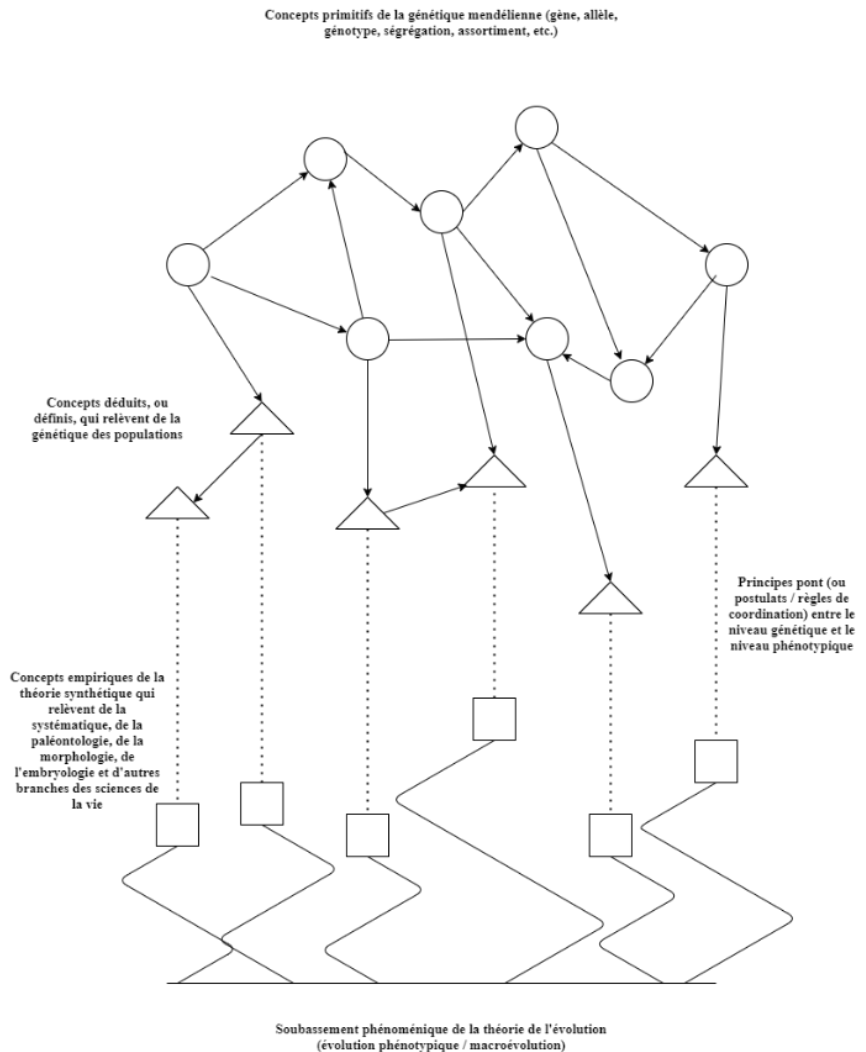 Concepts primitifs de la génétique mendélienne (gène, allèle,
génotype, ségrégation, assortiment, etc.)
Concepts déduits, ou
définis, qui relèvent de la
génétique des populations
Principes pont (ou
postulats / règles de
coordination) entre le
niveau génétique et le
niveau phénotypique
Concepts empiriques de la
théorie synthétique qui
relèvent de la
systématique, de la
paléontologie, de la
morphologie, de
l'embryologie et d'autres
branches des sciences de
la vie
Soubassement phénoménique de la théorie de l'évolution
(évolution phénotypique / macroévolution)